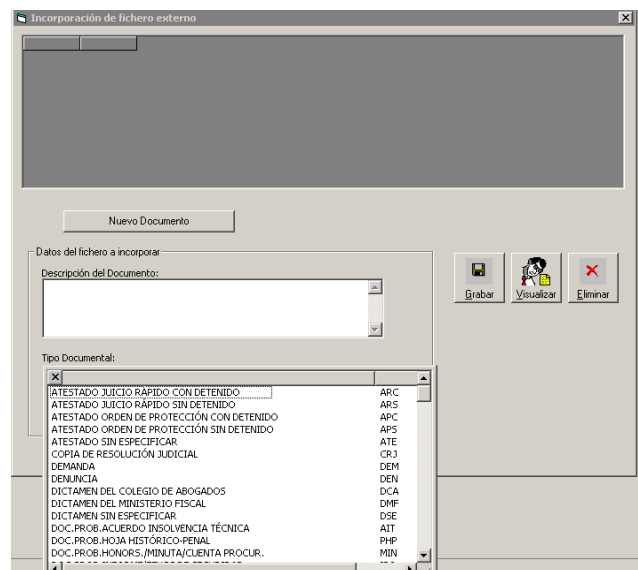 Incorporación de fichero externo
Nuevo Documento
Datos del fichero a incorporar
Descripción del Documento:
Grabar
Visualizar
Eliminar
Tipo Documental:
ATESTADO JUICIO RÁPIDO CON DETENIDO ARC
ATESTADO JUICIO RÁPIDO SIN DETENIDO ARS
ATESTADO ORDEN DE PROTECCIÓN CON DETENIDO APC
ATESTADO ORDEN DE PROTECCIÓN SIN DETENIDO APS
ATESTADO SIN ESPECIFICAR ATE
COPIA DE RESOLUCIÓN JUDICIAL CRJ
DEMANDA DEM
DENUNCIA DEN
DICTAMEN DEL COLEGIO DE ABOGADOS DCA
DICTAMEN DEL MINISTERIO FISCAL DMF
DICTAMEN SIN ESPECIFICAR DSE
DOC.PROB.ACUERDO INSOLVENCIA TÉCNICA AIT
DOC.PROB.HOJA HISTÓRICO-PENAL PHP
DOC.PROB.HONORS./MINUTA/CUENTA PROCUR. MIN